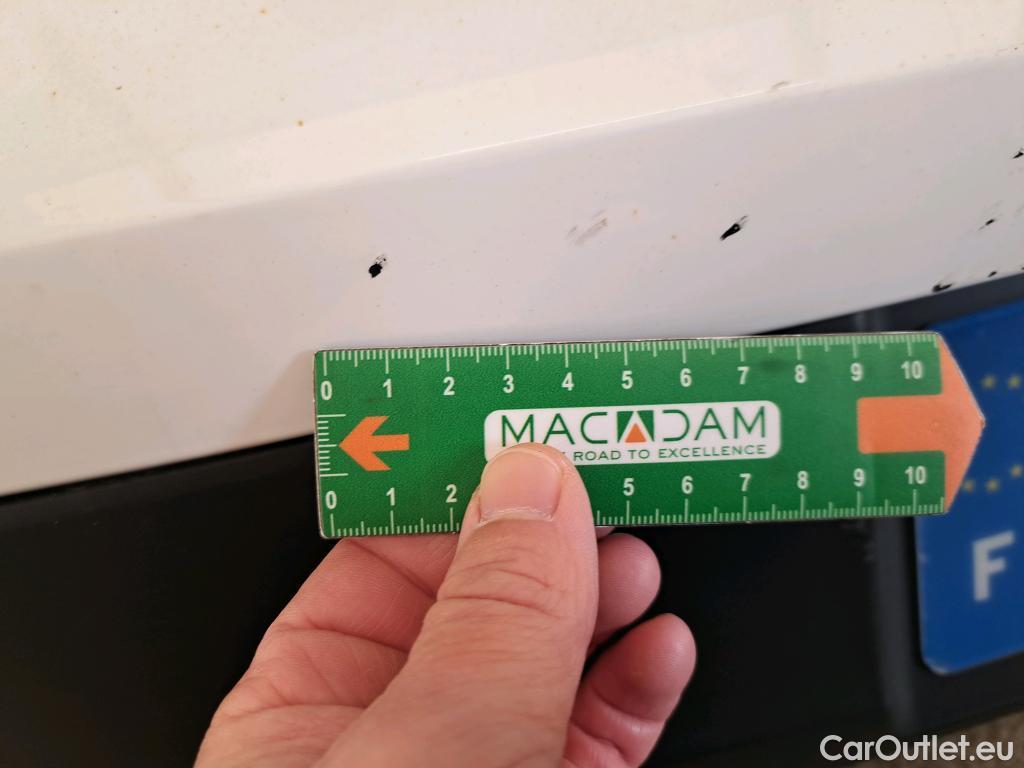 0 1 2 3 4 5 6 7 8 9 10
MACADAM
ROAD TO EXCELLENCE
0 1 2 5 6 7 8 9 10
F
CarOutlet.eu